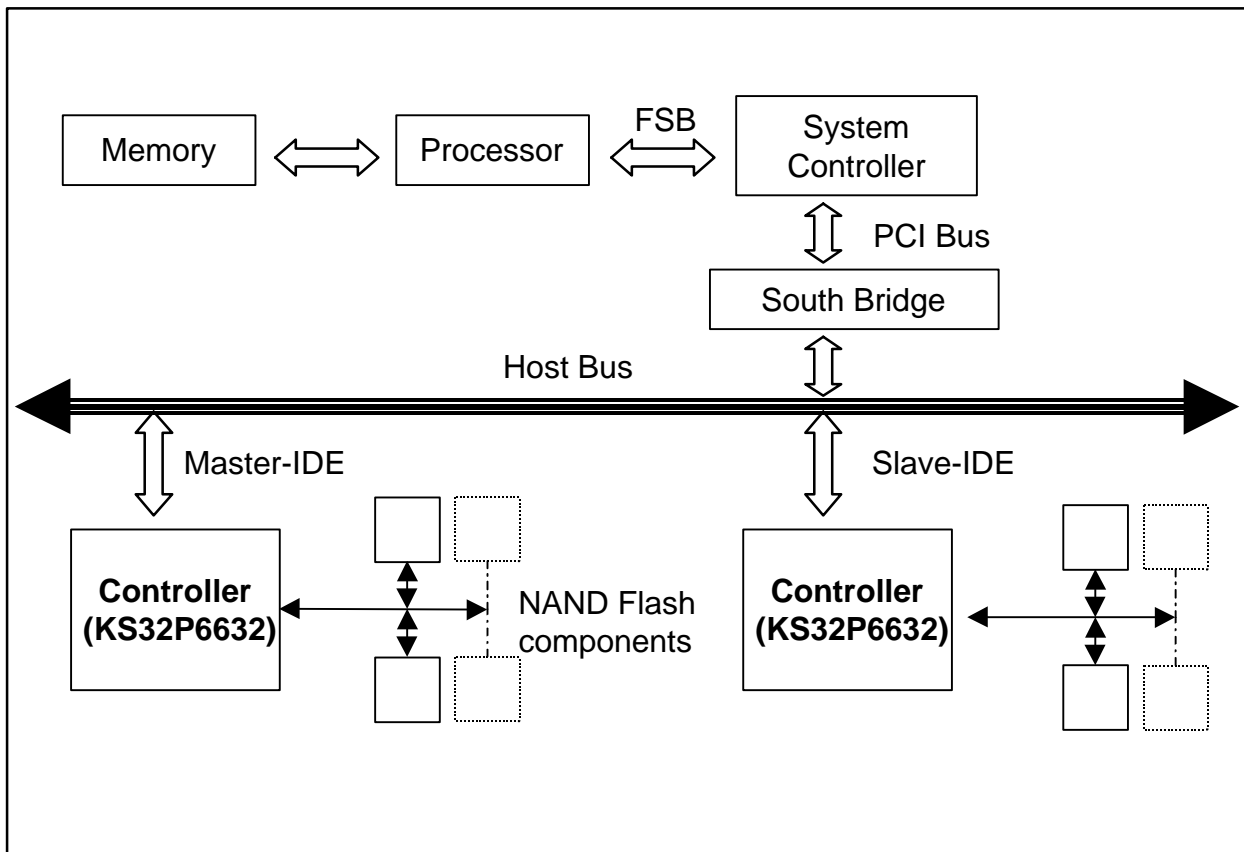 FSB
Memory
Processor
System
Controller
PCI Bus
South Bridge
Host Bus
Master-IDE
Slave-IDE
Controller
(KS32P6632)
NAND Flash
components
Controller
(KS32P6632)